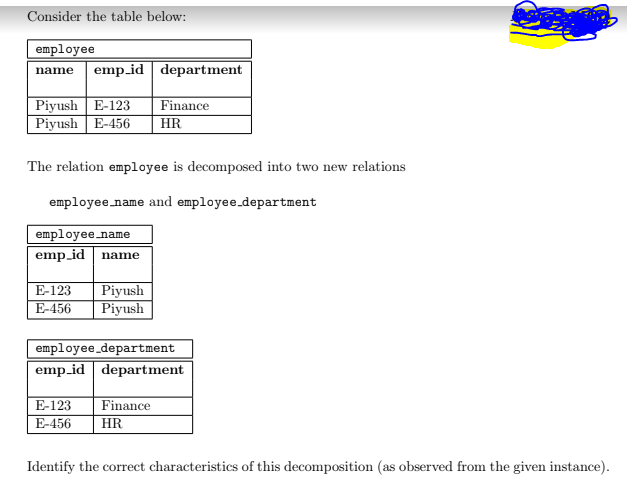 Consider the table below:
employee
name emp_id department
Piyush E-123 Finance
Piyush E-456 HR
The relation employee is decomposed into two new relations
employee_name and employee_department
employee_name
emp_id name
E-123 Piyush
E-456 Piyush
employee_department
emp_id department
E-123 Finance
E-456 HR
Identify the correct characteristics of this decomposition (as observed from the given instance).